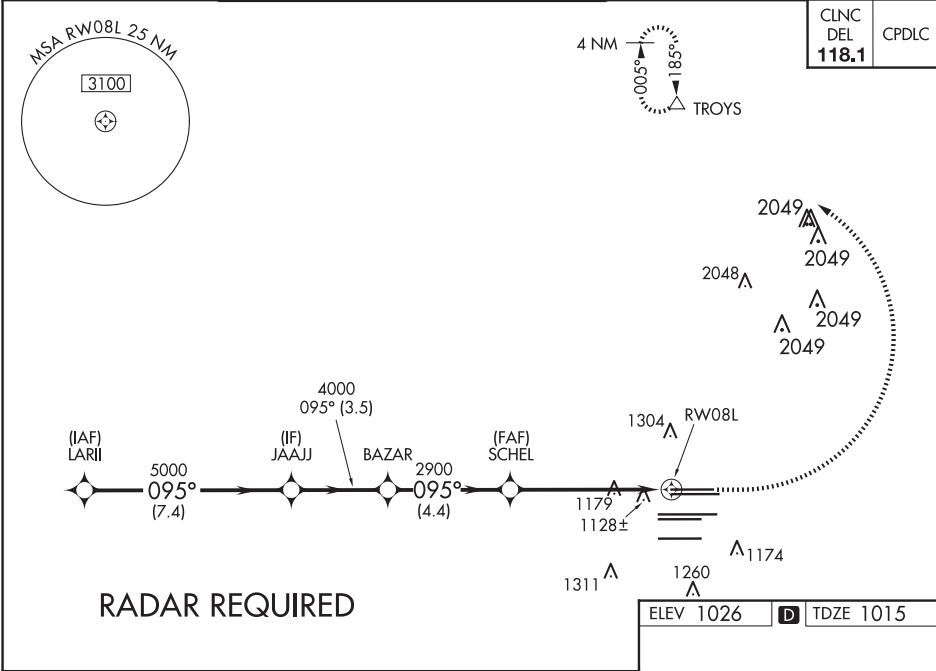 MSA RW08L 25 NM
3100
4 NM
005°
185°
TROYS
CLNC
DEL
118.1
CPDLC
2049
2049
2048
2049
2049
4000
095° (3.5)
1304
RW08L
(IAF)
LARII
5000
095°
(7.4)
(IF)
JAAJJ
BAZAR
2900
095°
(4.4)
(FAF)
SCHEL
1179
1128±
1311
1260
1174
RADAR REQUIRED
ELEV 1026
D
TDZE 1015